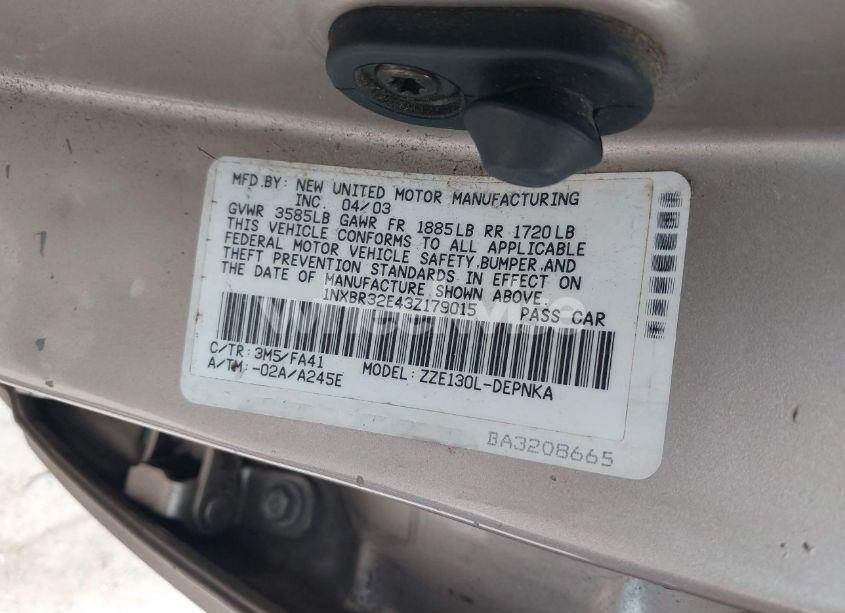 MFD.BY: NEW UNITED MOTOR MANUFACTURING
INC. 04/03
GVWR 3585LB GAWR FR 1885LB RR 1720LB
THIS VEHICLE CONFORMS TO ALL APPLICABLE
FEDERAL MOTOR VEHICLE SAFETY,BUMPER,AND
THEFT PREVENTION STANDARDS IN EFFECT ON
THE DATE OF MANUFACTURE SHOWN ABOVE.
1NXBR32E43Z179015 PASS CAR
C/TR: 3M5/FA41
A/TM: -02A/A245E MODEL: ZZE130L-DEPNKA
BA3208665